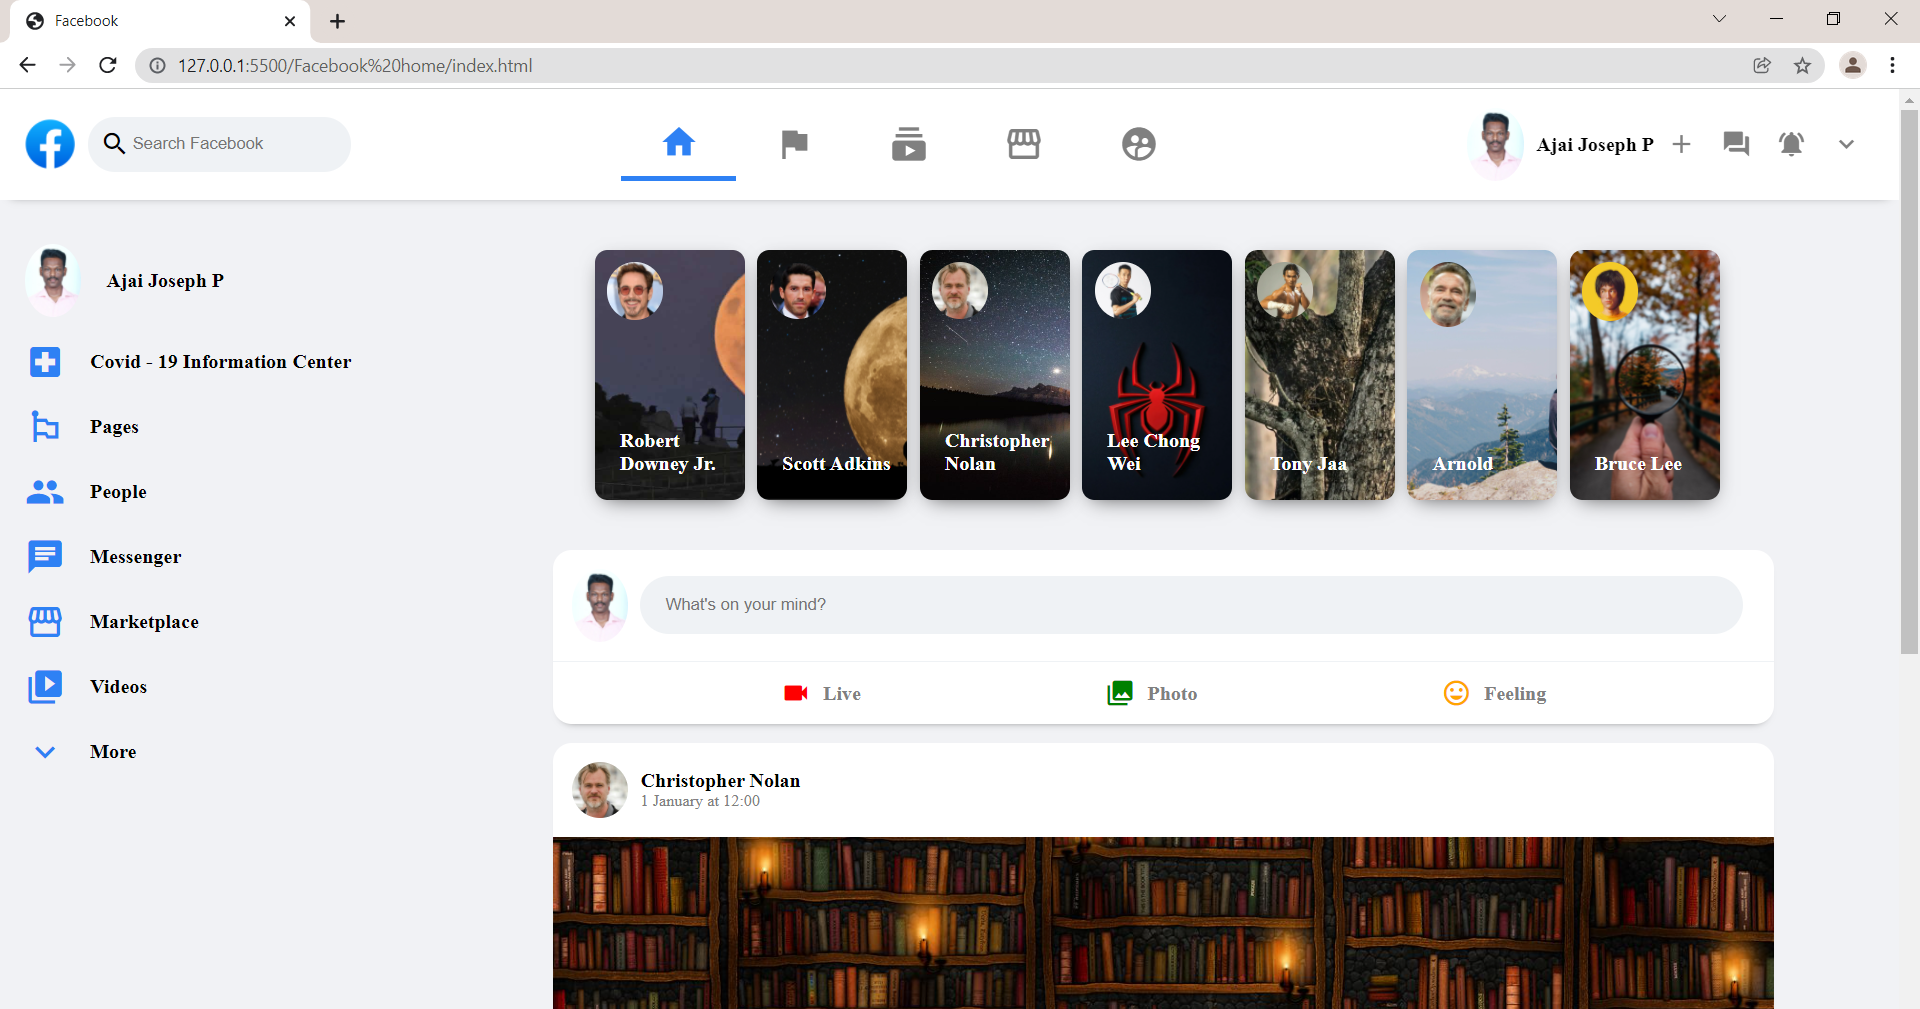 Facebook
127.0.0.1:5500/Facebook%20home/index.html
Search Facebook
Ajai Joseph P
Ajai Joseph P
Covid - 19 Information Center
Pages
People
Messenger
Marketplace
Videos
More
Robert
Downey Jr.
Scott Adkins
Christopher
Nolan
Lee Chong
Wei
Tony Jaa
Arnold
Bruce Lee
What's on your mind?
Live
Photo
Feeling
Christopher Nolan
1 January at 12:00